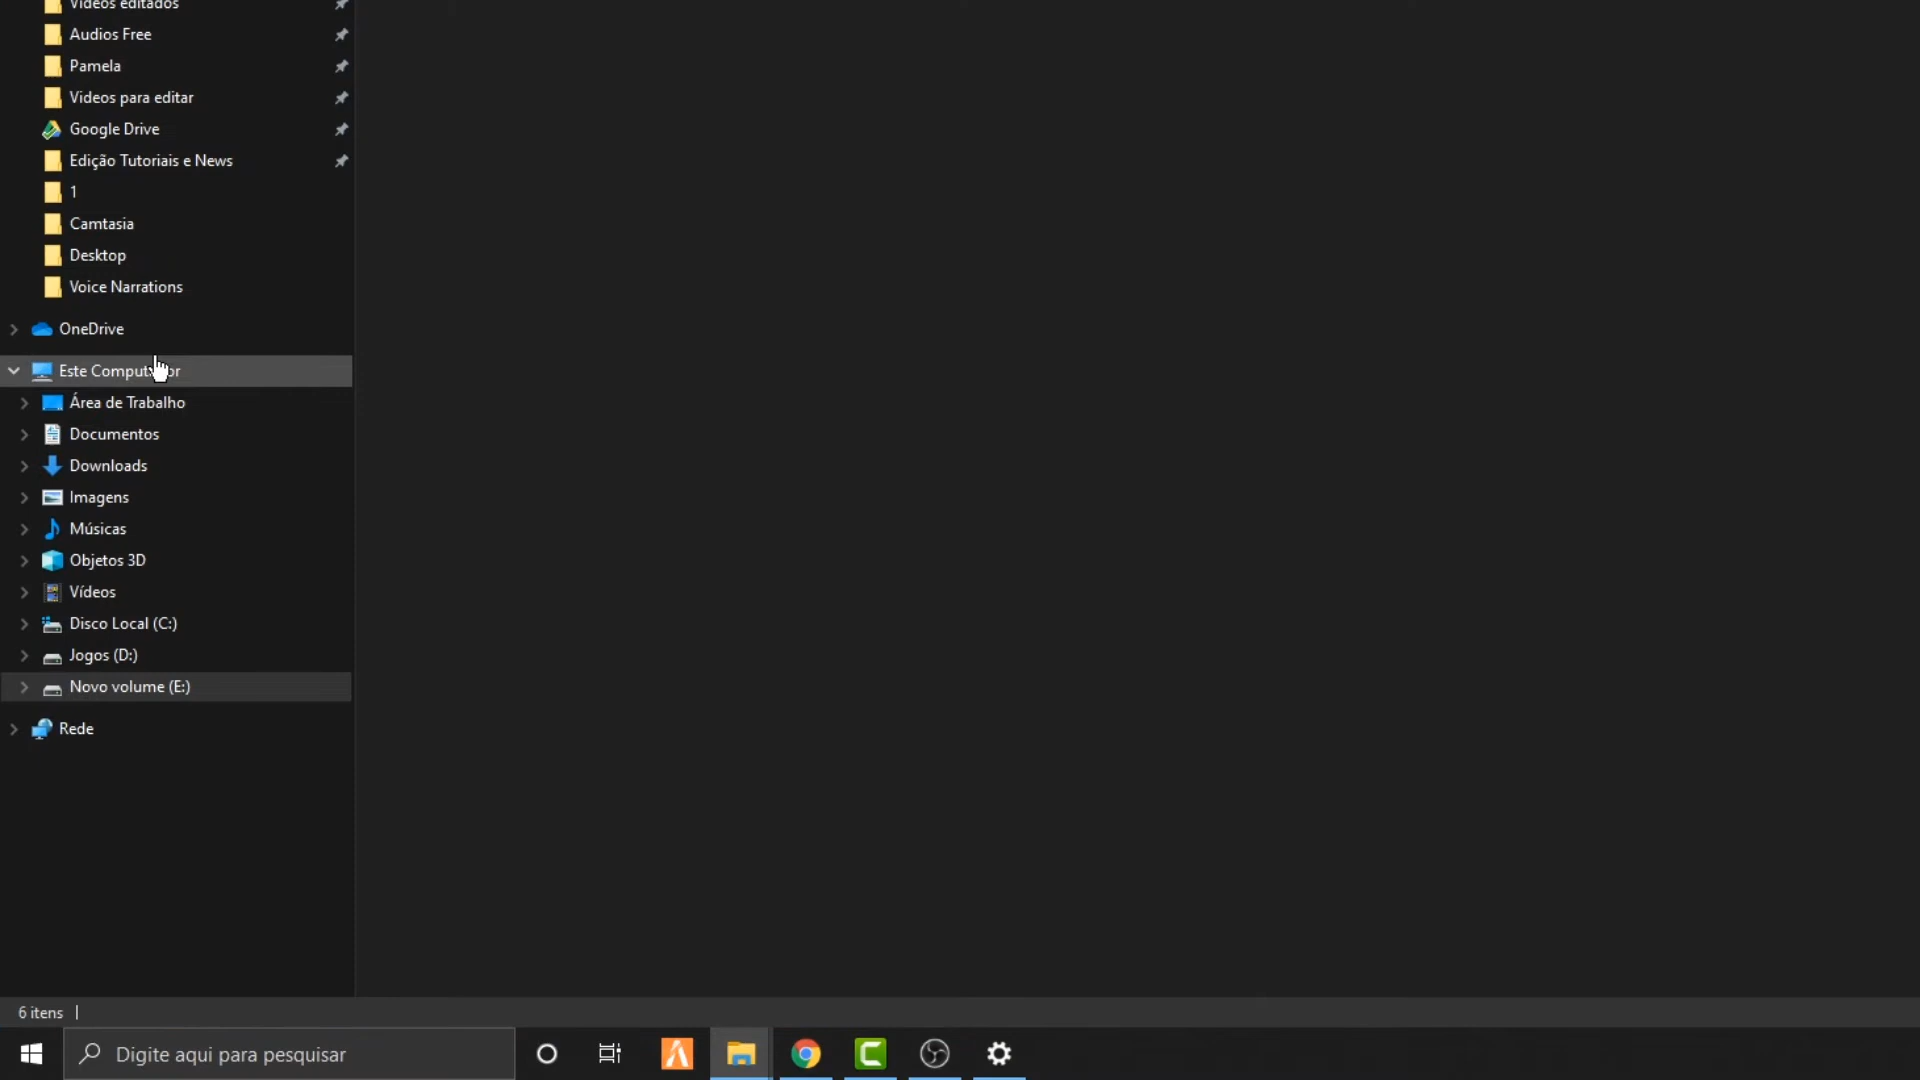 Vídeos editados
Audios Free
Pamela
Vídeos para editar
Google Drive
Edição Tutoriais e News
1
Camtasia
Desktop
Voice Narrations
OneDrive
Este Computador
Área de Trabalho
Documentos
Downloads
Imagens
Músicas
Objetos 3D
Vídeos
Disco Local (C:)
Jogos (D:)
Novo volume (E:)
Rede
6 itens
Digite aqui para pesquisar